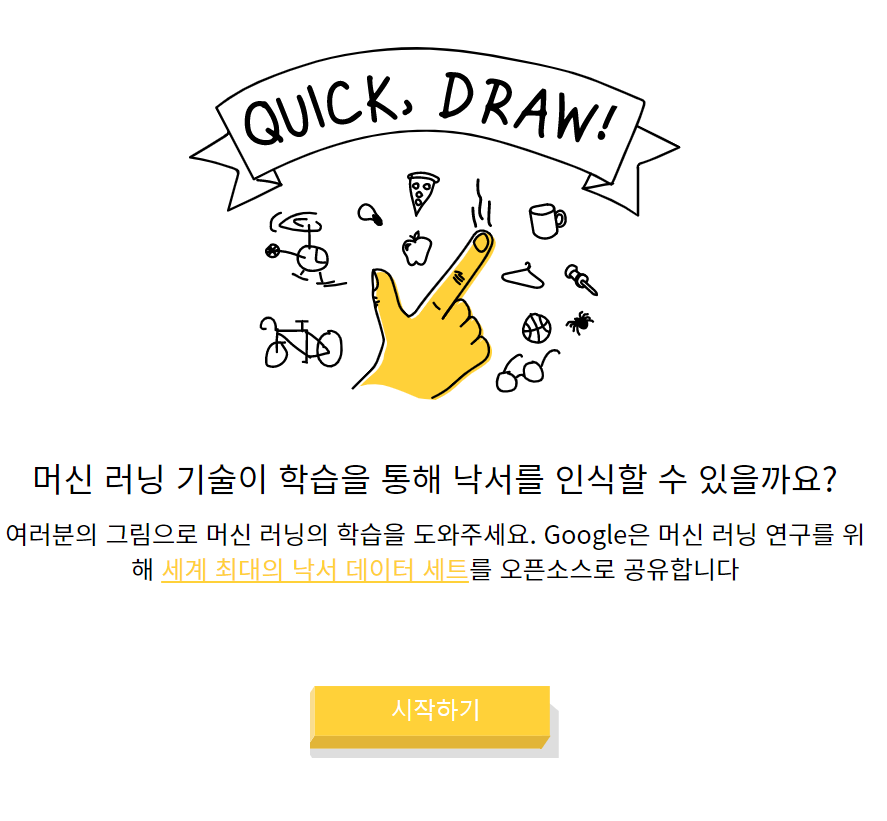 QUICK, DRAW!
머신 러닝 기술이 학습을 통해 낙서를 인식할 수 있을까요?
여러분의 그림으로 머신 러닝의 학습을 도와주세요. Google은 머신 러닝 연구를 위
해 세계 최대의 낙서 데이터 세트를 오픈소스로 공유합니다
시작하기